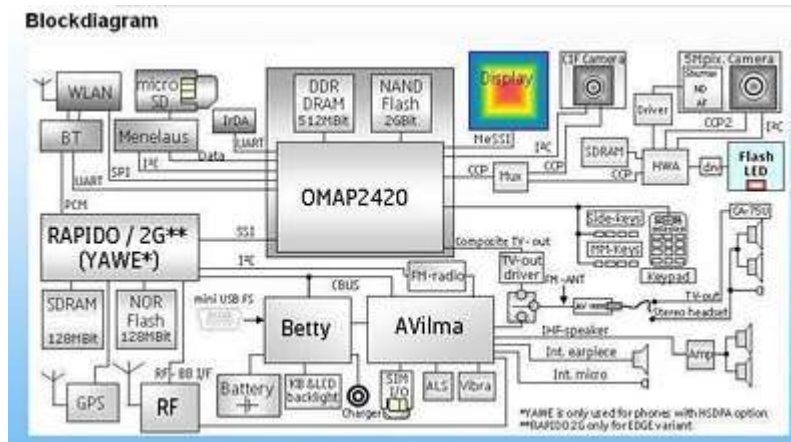 Blockdiagram
WLAN
micro
SD
DDR
DRAM
512MBit
NAND
Flash
2GBit
Display
CIF Camera
5Mpix. Camera
Shutter
ND
AF
IrDA
UART
Driver
BT
Menelaus
Data
MeSSI
I²C
CCP2
I²C
I²C
SPI
UART
PCM
OMAP2420
CCP
Mux
CCP
CCP
SDRAM
HWA
drv
Flash
LED
RAPIDO / 2G**
(YAWE*)
SSI
I²C
Composite TV-out
TV-out
driver
Side-keys
MM-Keys
Keypad
CA-75U
FM-radio
FM-ANT
AV
TV-out
Stereo headset
SDRAM
128MBit
NOR
Flash
128MBit
mini USB FS
CBUS
Betty
AVilma
IHF-speaker
Int. earpiece
Int. micro
Amp
RF-BB I/F
GPS
RF
Battery
KB&LCD
backlight
Charger
SIM
I/O
ALS
Vibra
*YAWE is only used for phones with HSDPA option
**RAPIDO 2G only for EDGE variant